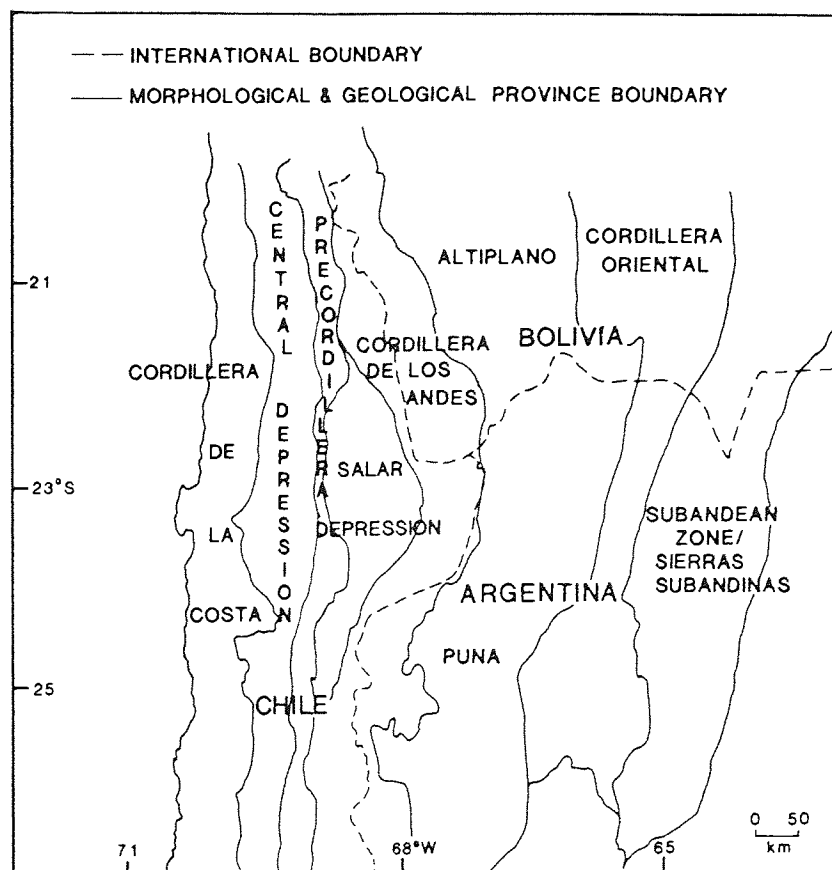 INTERNATIONAL BOUNDARY
MORPHOLOGICAL & GEOLOGICAL PROVINCE BOUNDARY
CENTRAL DEPRESSION
PRECORDILLERA
ALTIPLANO
CORDILLERA
ORIENTAL
21
BOLIVIA
CORDILLERA
DE LOS
ANDES
CORDILLERA
DE
LA
COSTA
SALAR
DEPRESSION
23°S
SUBANDEAN
ZONE/
SIERRAS
SUBANDINAS
ARGENTINA
PUNA
25
CHILE
0 50
km
71
68°W
65